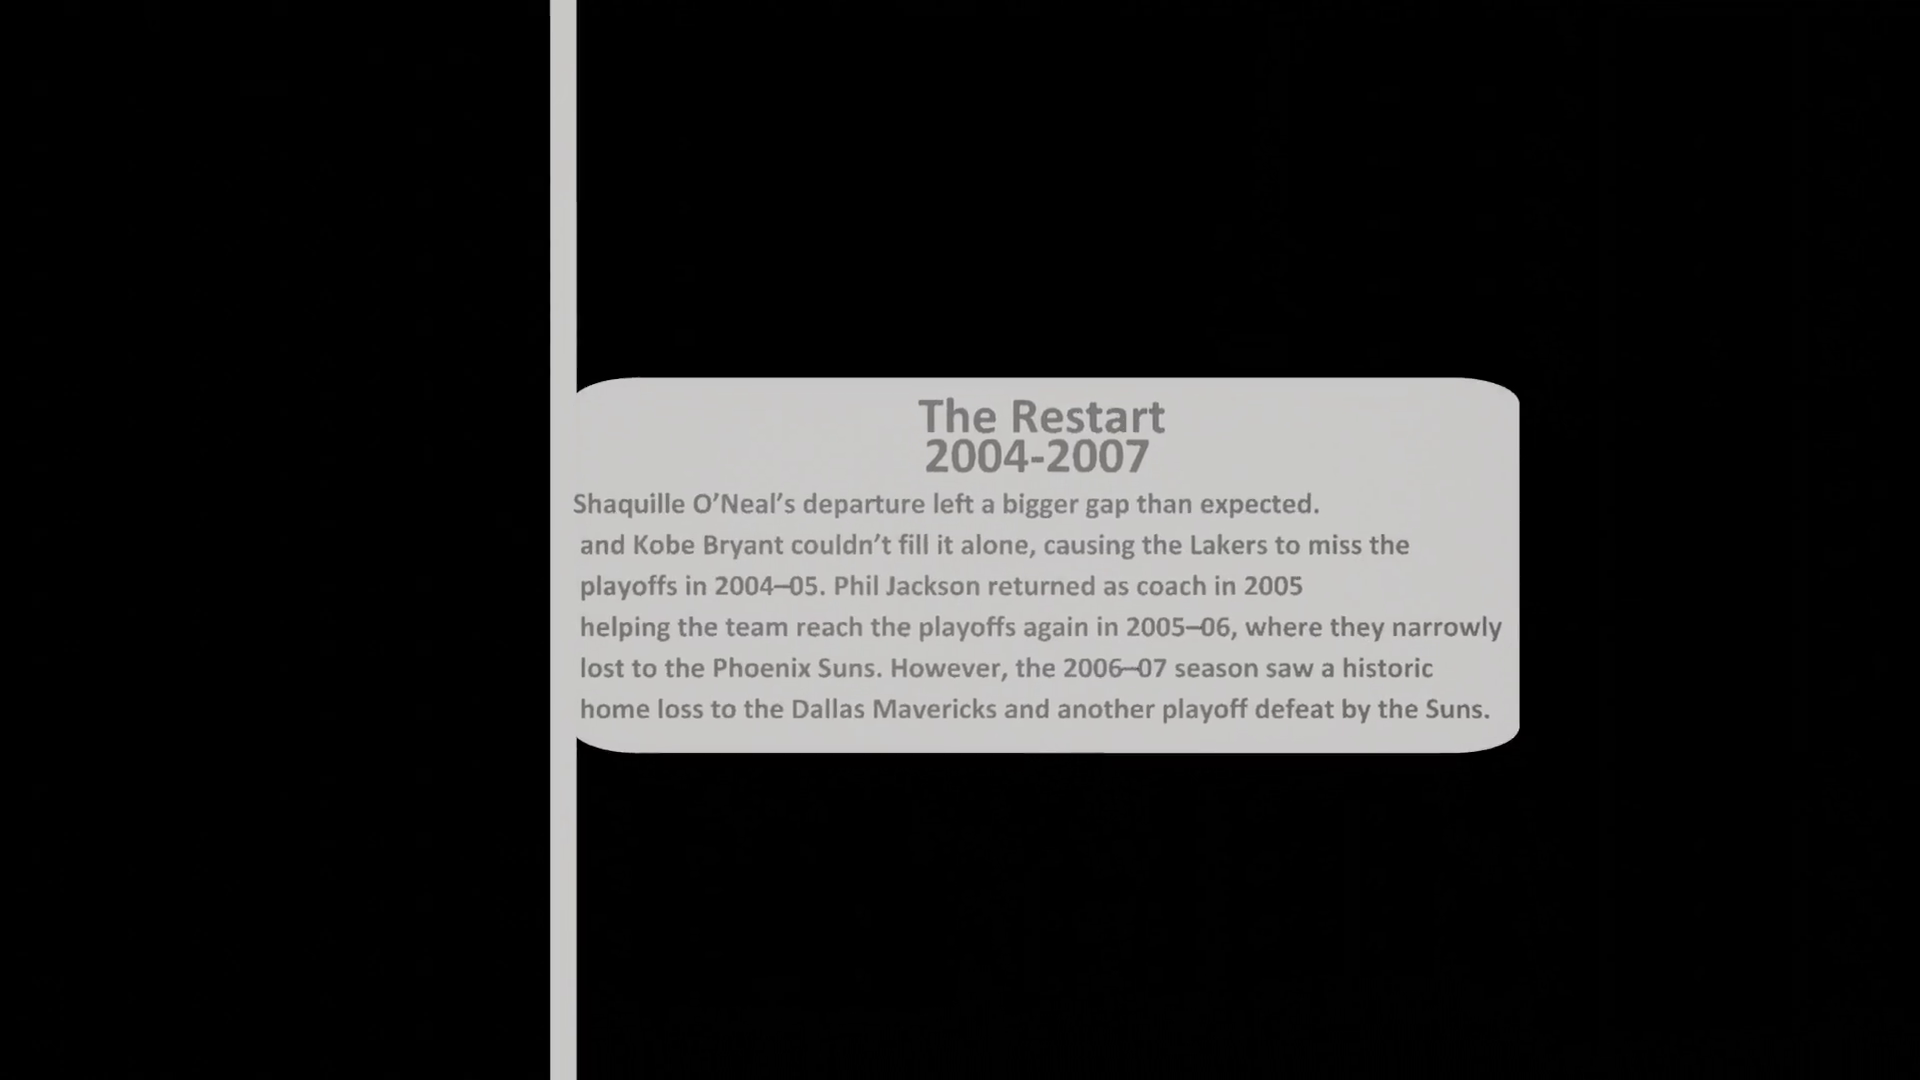 The Restart
2004-2007
Shaquille O’Neal’s departure left a bigger gap than expected.
and Kobe Bryant couldn’t fill it alone, causing the Lakers to miss the
playoffs in 2004–05. Phil Jackson returned as coach in 2005
helping the team reach the playoffs again in 2005–06, where they narrowly
lost to the Phoenix Suns. However, the 2006–07 season saw a historic
home loss to the Dallas Mavericks and another playoff defeat by the Suns.